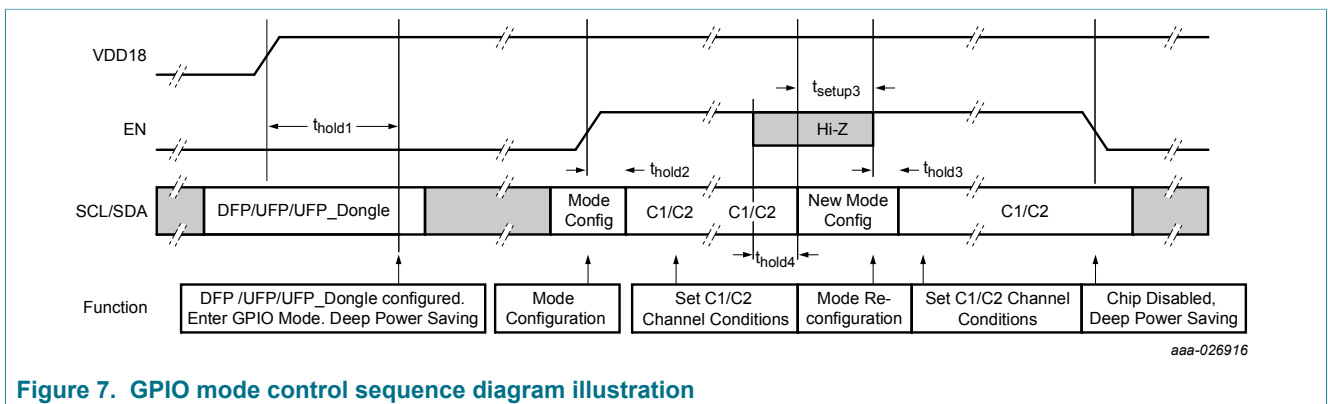 VDD18
t_setup3
EN
t_hold1
Hi-Z
t_hold2
t_hold3
SCL/SDA
DFP/UFP/UFP_Dongle
Mode
Config
C1/C2
C1/C2
New Mode
Config
C1/C2
t_hold4
Function
DFP /UFP/UFP_Dongle configured.
Enter GPIO Mode. Deep Power Saving
Mode
Configuration
Set C1/C2
Channel Conditions
Mode Re-
configuration
Set C1/C2 Channel
Conditions
Chip Disabled,
Deep Power Saving
aaa-026916
Figure 7. GPIO mode control sequence diagram illustration